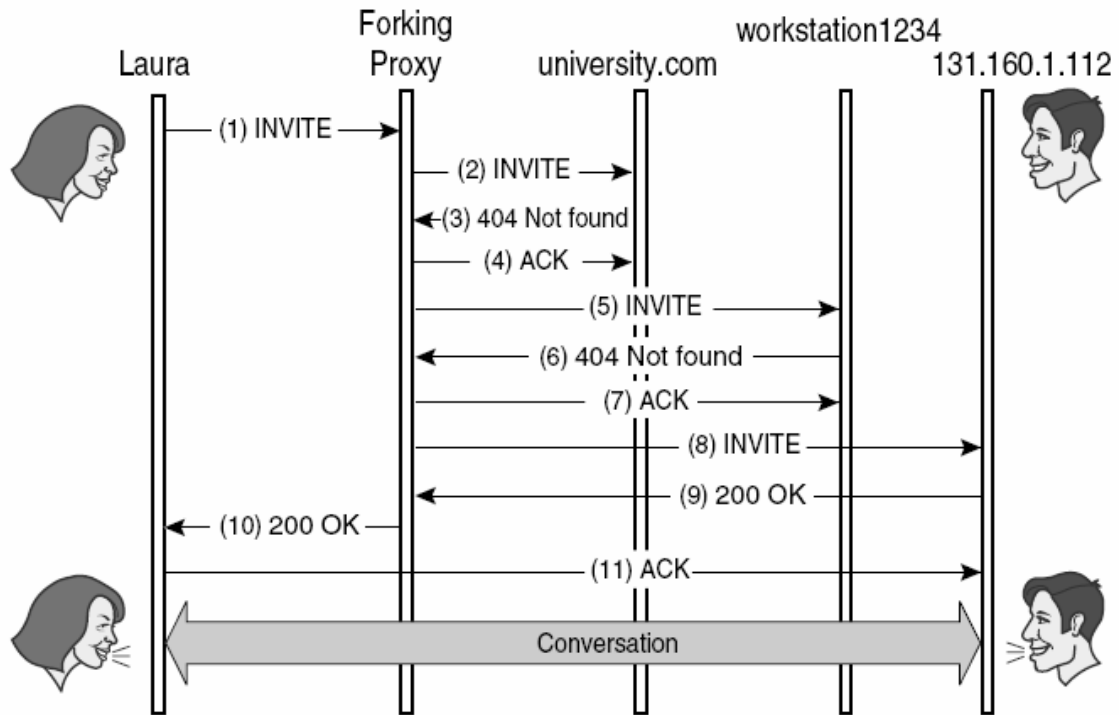 Forking
Proxy
workstation1234
Laura
university.com
131.160.1.112
(1) INVITE
(2) INVITE
(3) 404 Not found
(4) ACK
(5) INVITE
(6) 404 Not found
(7) ACK
(8) INVITE
(9) 200 OK
(10) 200 OK
(11) ACK
Conversation